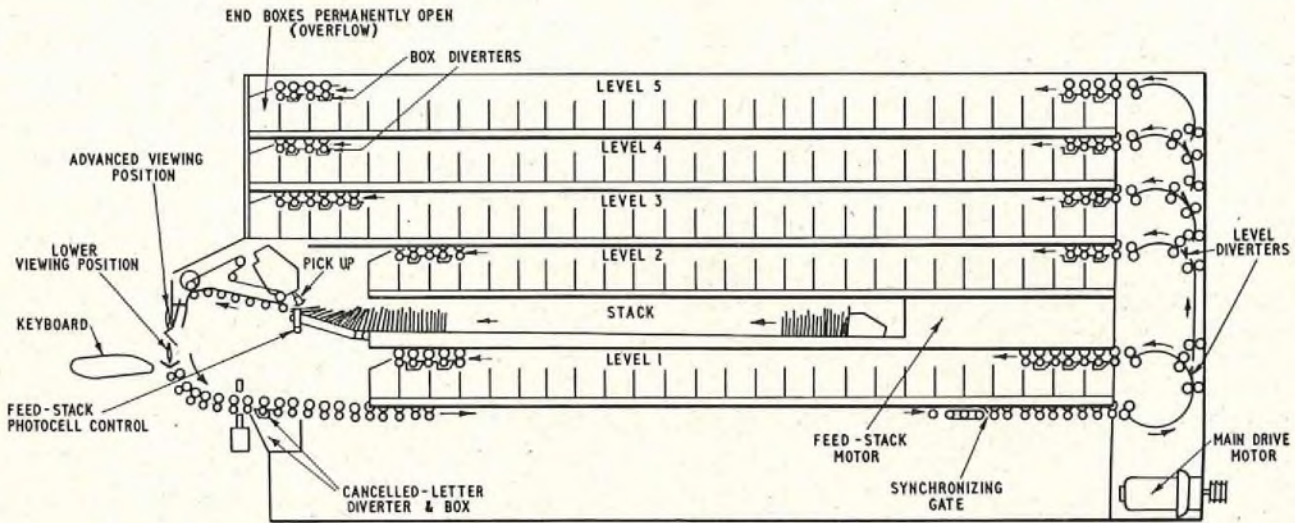 END BOXES PERMANENTLY OPEN
(OVERFLOW)
BOX DIVERTERS
LEVEL 5
ADVANCED VIEWING
POSITION
LEVEL 4
LEVEL 3
LOWER
VIEWING POSITION
PICK UP
LEVEL 2
LEVEL
DIVERTERS
KEYBOARD
STACK
LEVEL 1
FEED-STACK
PHOTOCELL CONTROL
FEED-STACK
MOTOR
MAIN DRIVE
MOTOR
CANCELLED-LETTER
DIVERTER & BOX
SYNCHRONIZING
GATE